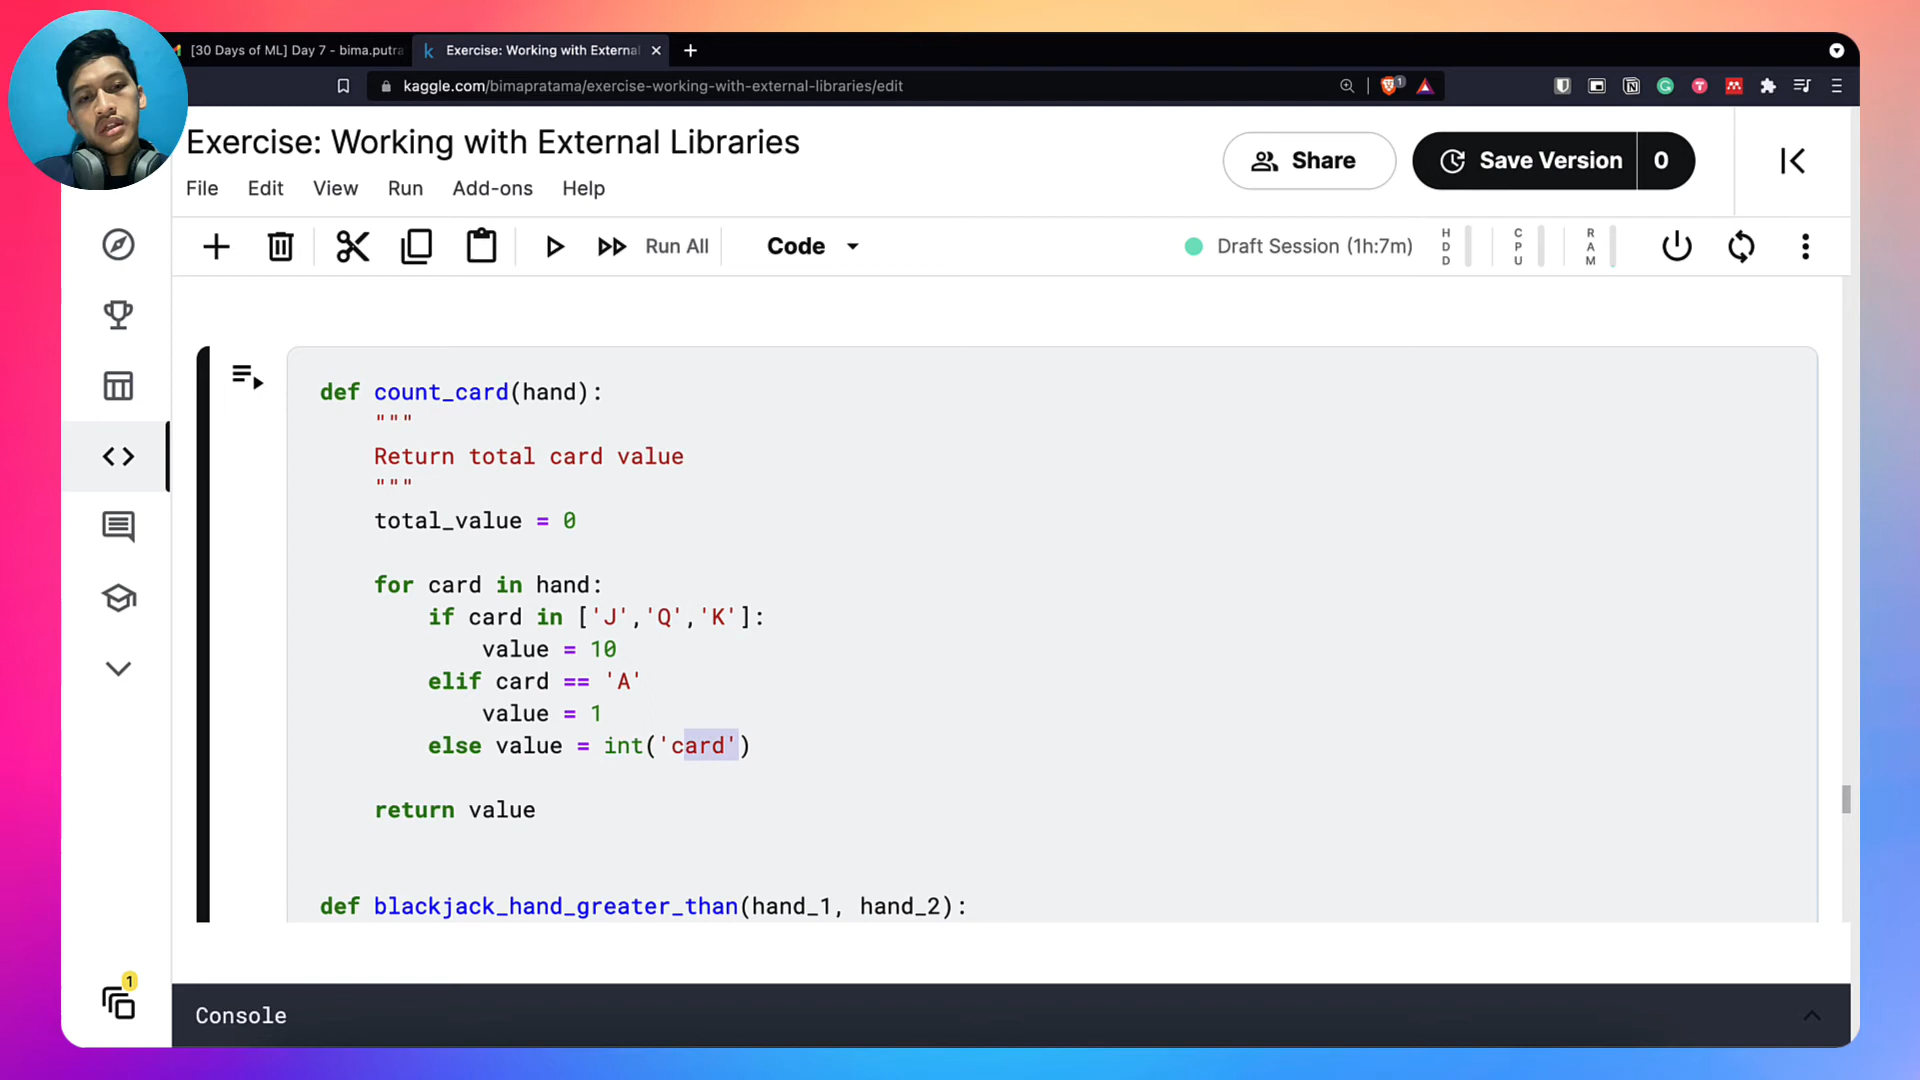 [30 Days of ML] Day 7 - bima.putra
Exercise: Working with External
kaggle.com/bimapratama/exercise-working-with-external-libraries/edit
1
Exercise: Working with External Libraries
Share
Save Version
0
File
Edit
View
Run
Add-ons
Help
Run All
Code
Draft Session (1h:7m)
HDD
CPU
RAM
def count_card(hand):
"""
Return total card value
"""
total_value = 0
for card in hand:
if card in ['J','Q','K']:
value = 10
elif card == 'A'
value = 1
else value = int('card')
return value
def blackjack_hand_greater_than(hand_1, hand_2):
1
Console